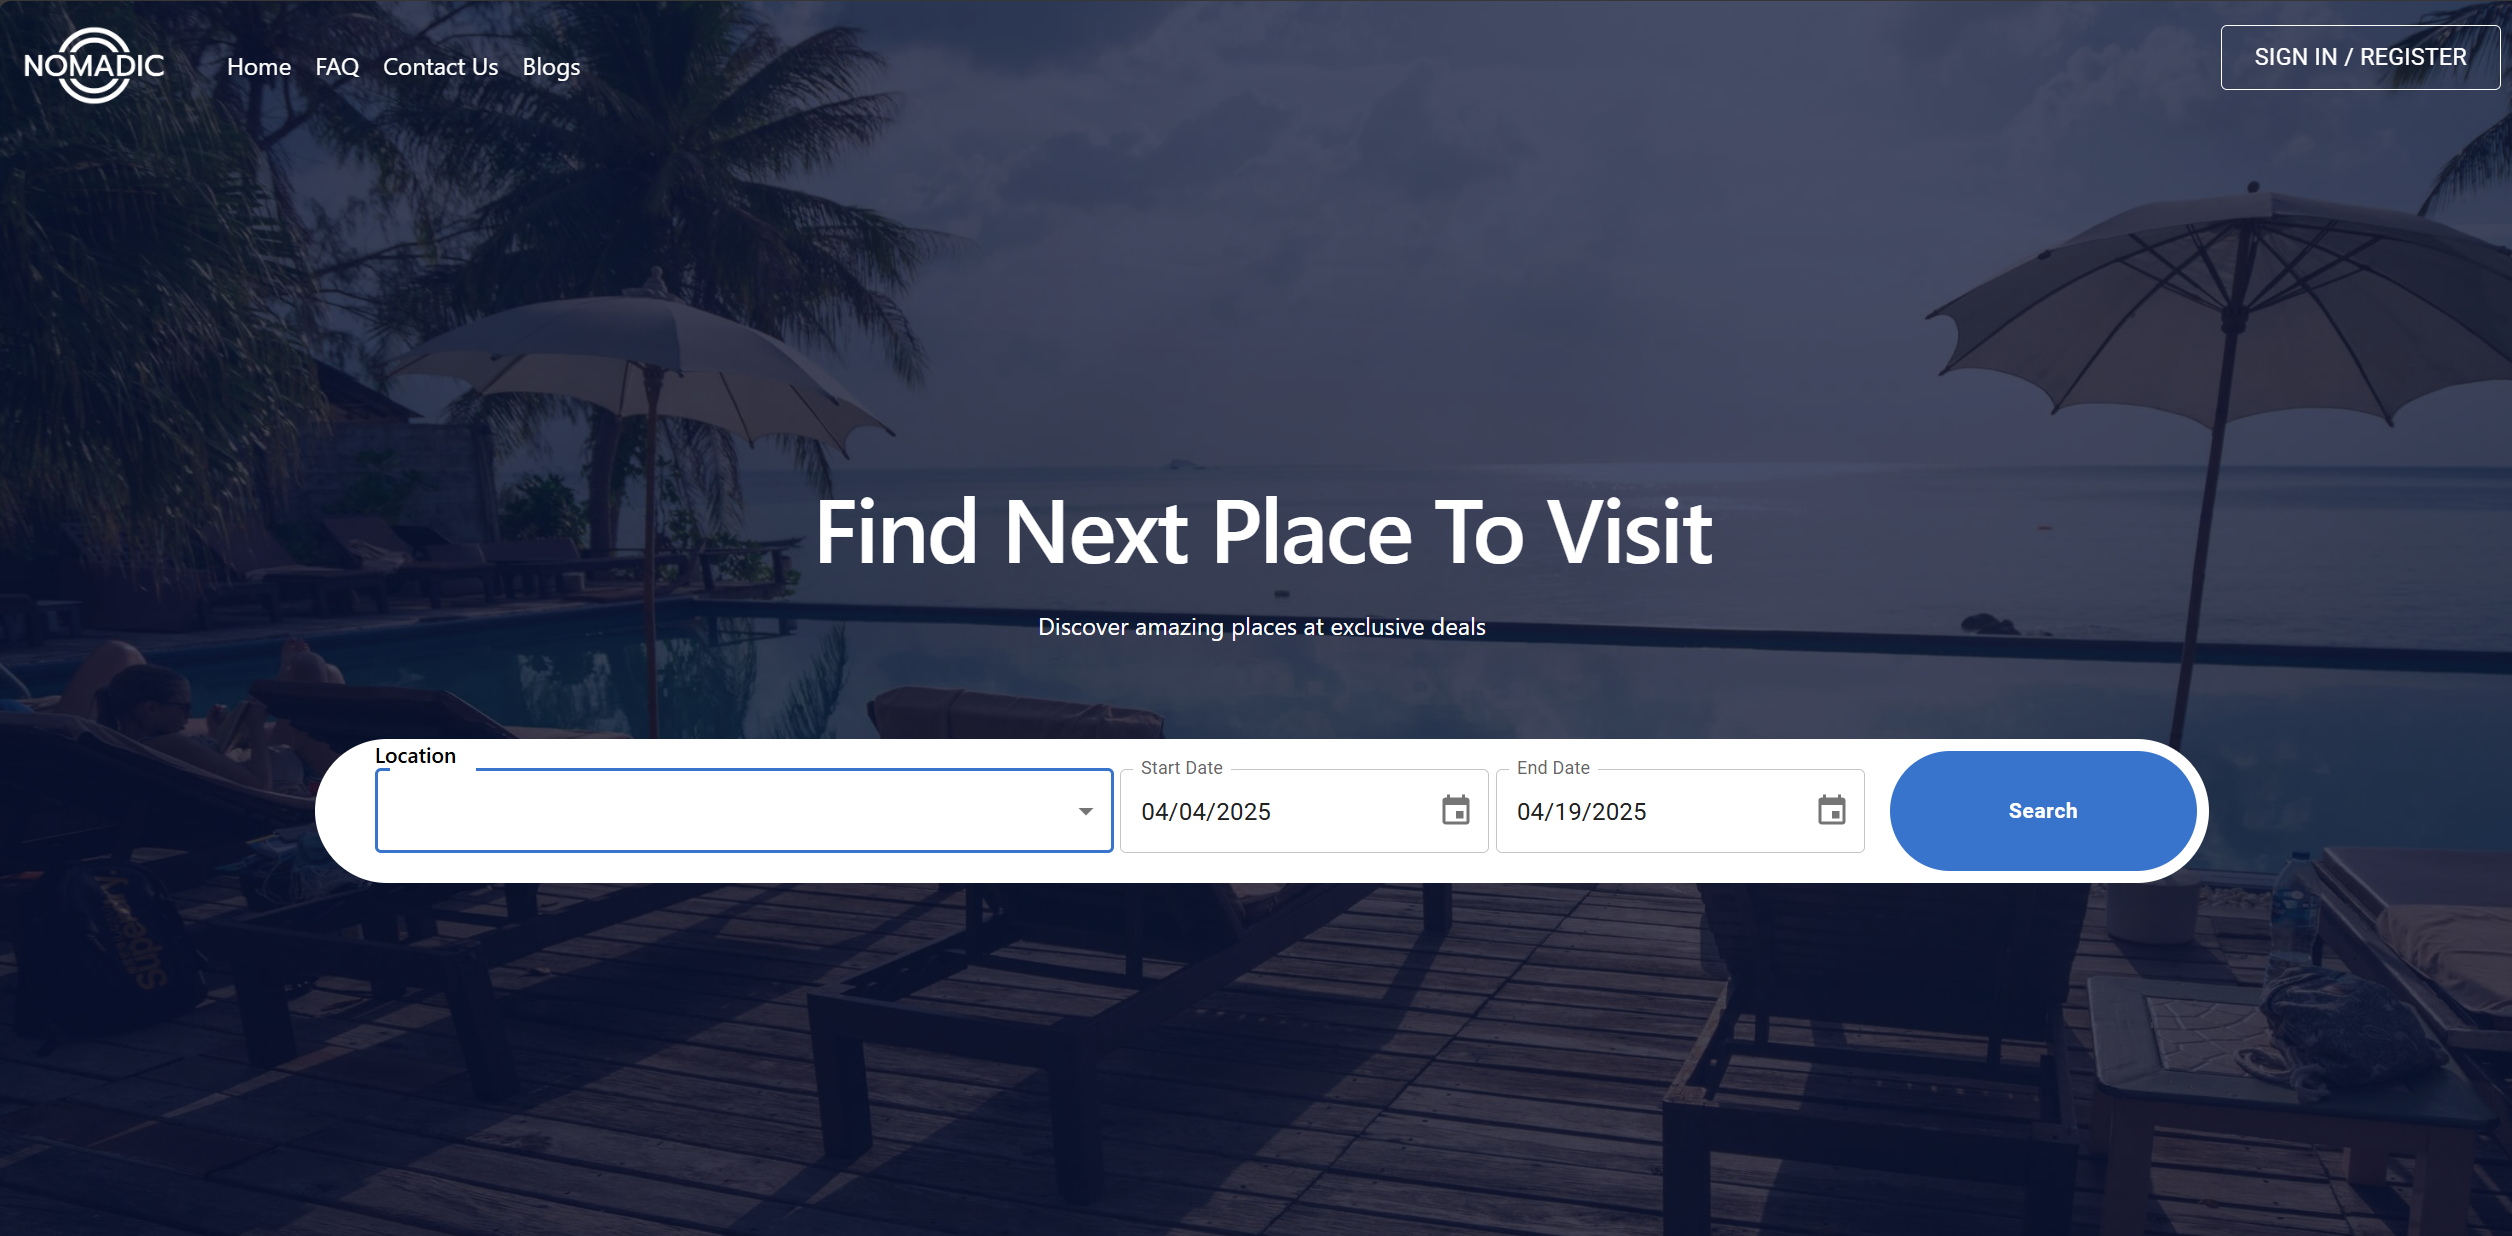 NOMADIC
Home FAQ Contact Us Blogs
SIGN IN / REGISTER
Find Next Place To Visit
Discover amazing places at exclusive deals
Location
Start Date
04/04/2025
End Date
04/19/2025
Search